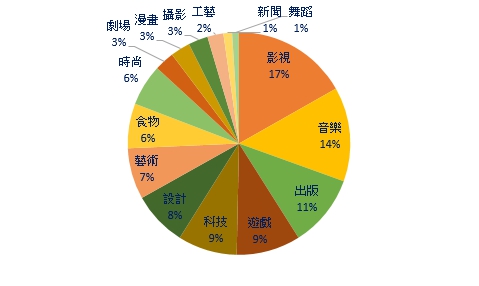 影視
17%
音樂
14%
出版
11%
遊戲
9%
科技
9%
設計
8%
藝術
7%
食物
6%
時尚
6%
劇場
3%
漫畫
3%
攝影
3%
工藝
2%
新聞
1%
舞蹈
1%